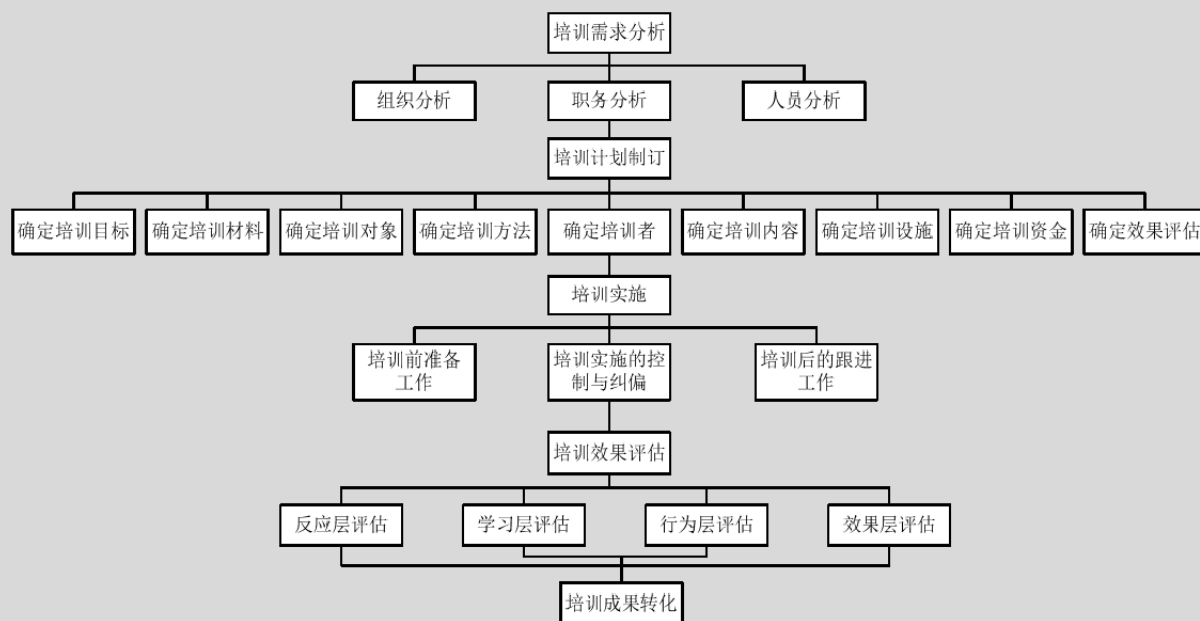 培训需求分析
组织分析
职务分析
人员分析
培训计划制订
确定培训目标
确定培训材料
确定培训对象
确定培训方法
确定培训者
确定培训内容
确定培训设施
确定培训资金
确定效果评估
培训实施
培训前准备
工作
培训实施的控
制与纠偏
培训后的跟进
工作
培训效果评估
反应层评估
学习层评估
行为层评估
效果层评估
培训成果转化